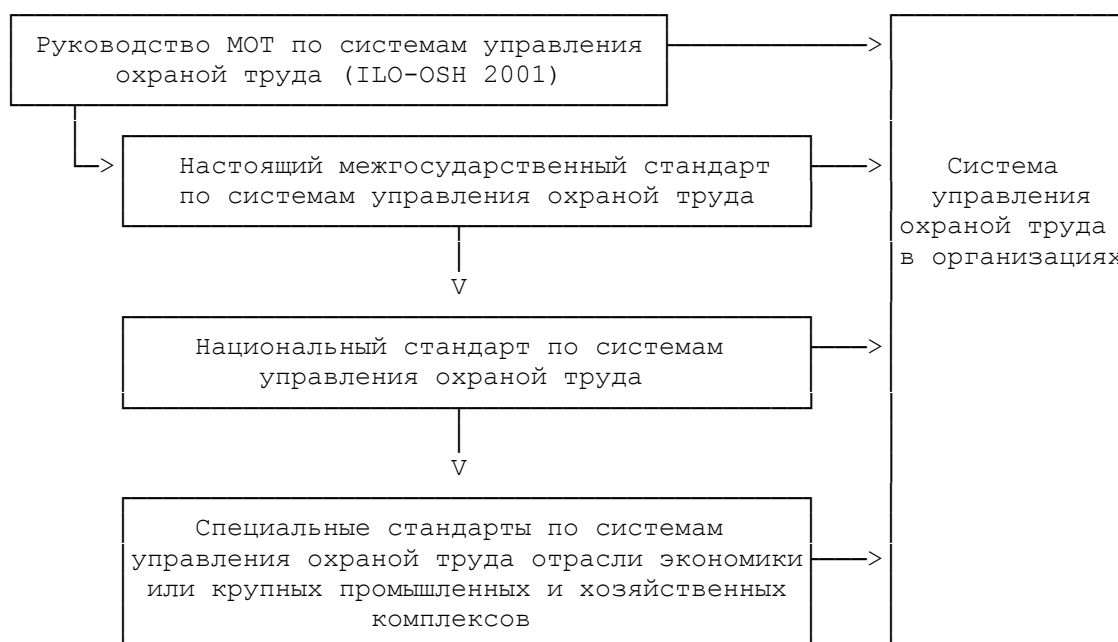 Руководство МОТ по системам управления
охраной труда (ILO-OSH 2001)
Настоящий межгосударственный стандарт
по системам управления охраной труда
Система
управления
охраной труда
в организациях
Национальный стандарт по системам
управления охраной труда
Специальные стандарты по системам
управления охраной труда отрасли экономики
или крупных промышленных и хозяйственных
комплексов